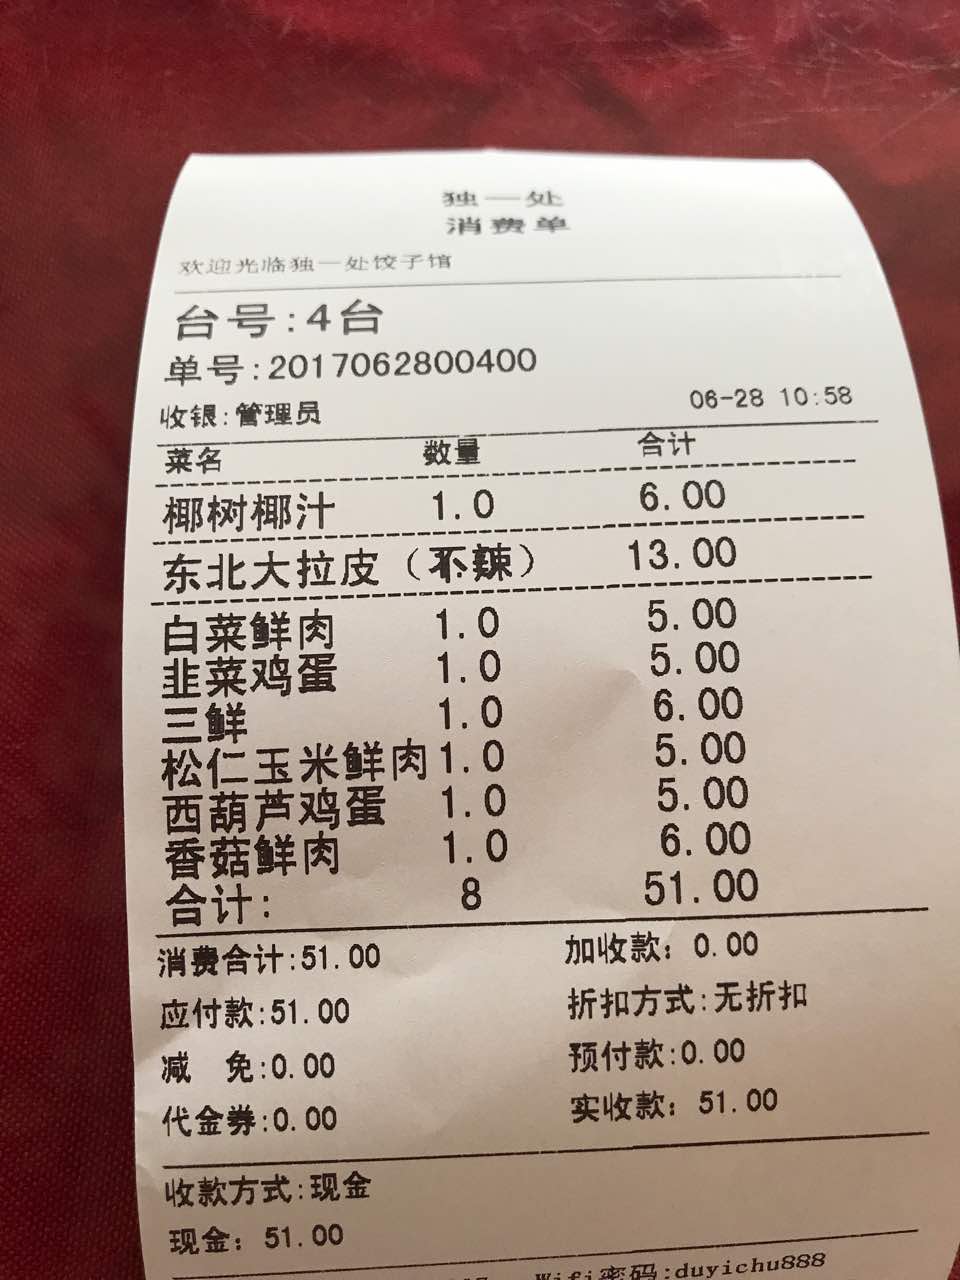 独一处
消费单
欢迎光临独一处饺子馆
台号:4台
单号:2017062800400
收银:管理员 06-28 10:58
菜名 数量 合计
椰树椰汁 1.0 6.00
东北大拉皮（不辣） 13.00
白菜鲜肉 1.0 5.00
韭菜鸡蛋 1.0 5.00
三鲜 1.0 6.00
松仁玉米鲜肉 1.0 5.00
西葫芦鸡蛋 1.0 5.00
香菇鲜肉 1.0 6.00
合计: 8 51.00
消费合计:51.00 加收款: 0.00
应付款:51.00 折扣方式:无折扣
减 免:0.00 预付款:0.00
代金券:0.00 实收款: 51.00
收款方式:现金
现金: 51.00
Wifi密码:duyichu888